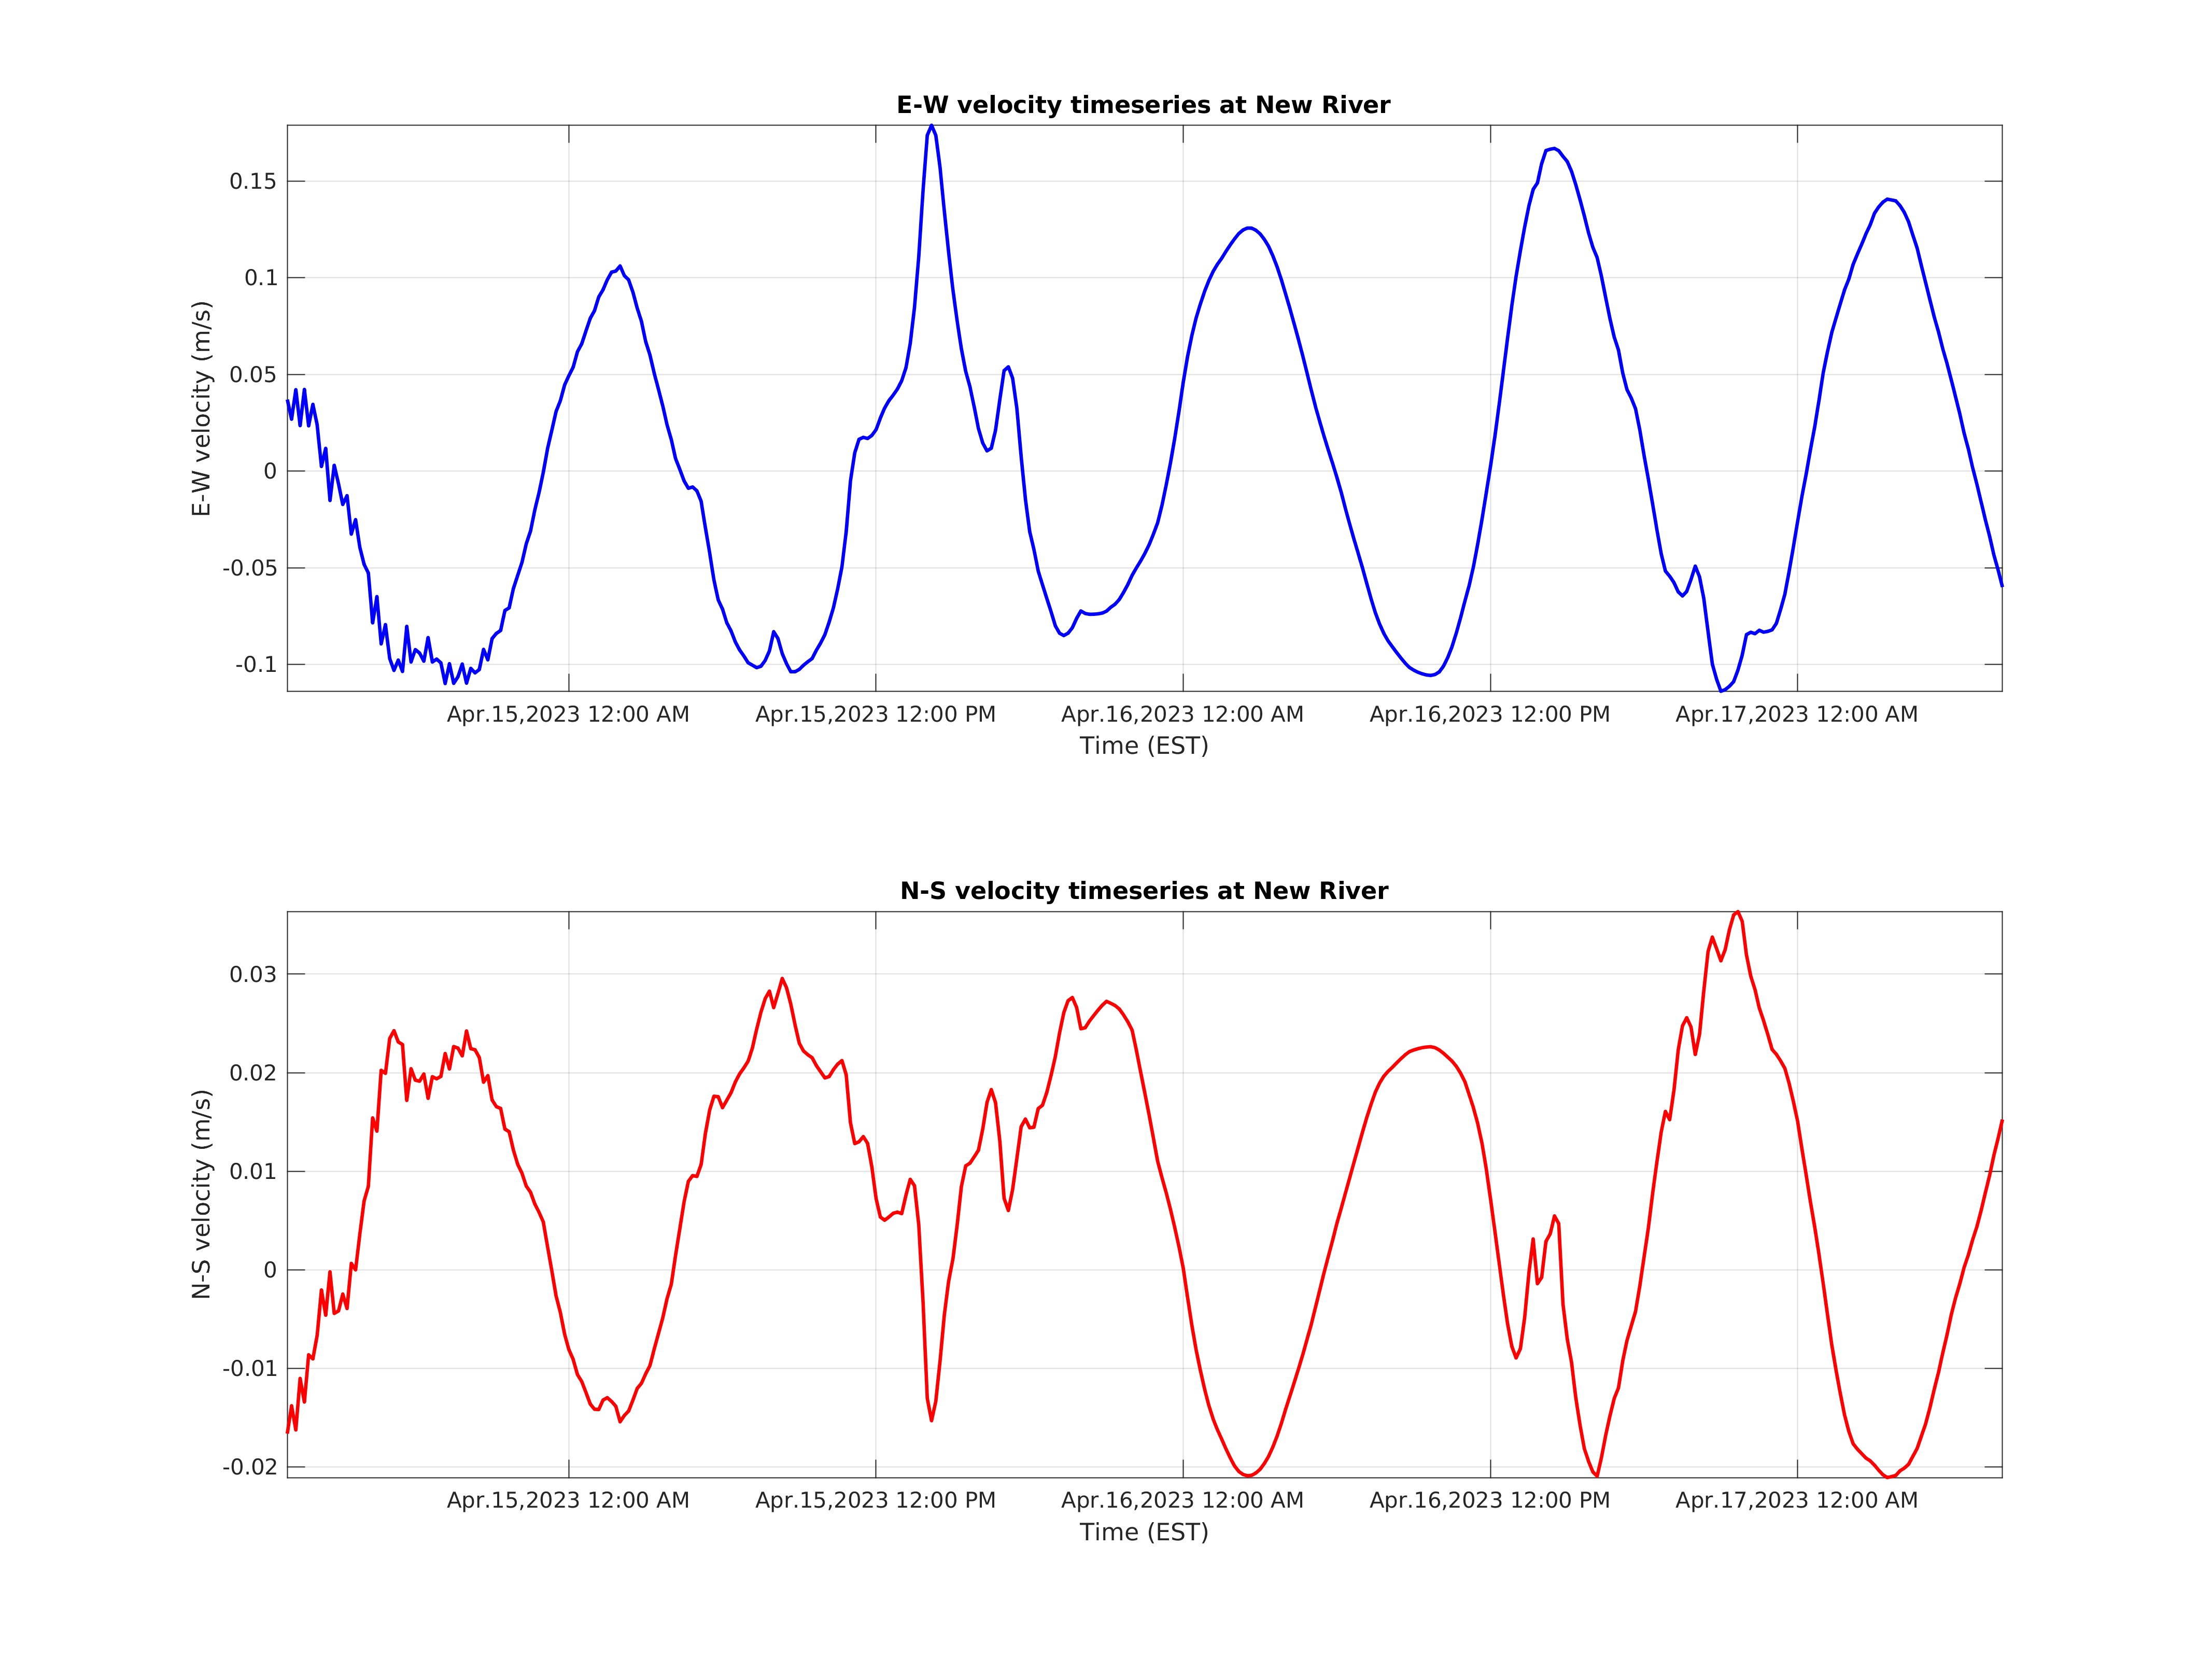 E-W velocity timeseries at New River
E-W velocity (m/s)
0.15
0.1
0.05
0
-0.05
-0.1
Apr.15,2023 12:00 AM Apr.15,2023 12:00 PM Apr.16,2023 12:00 AM Apr.16,2023 12:00 PM Apr.17,2023 12:00 AM
Time (EST)
N-S velocity timeseries at New River
N-S velocity (m/s)
0.03
0.02
0.01
0
-0.01
-0.02
Apr.15,2023 12:00 AM Apr.15,2023 12:00 PM Apr.16,2023 12:00 AM Apr.16,2023 12:00 PM Apr.17,2023 12:00 AM
Time (EST)